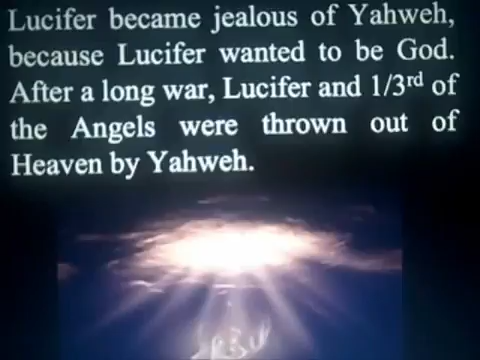 Lucifer became jealous of Yahweh,
because Lucifer wanted to be God.
After a long war, Lucifer and 1/3rd of
the Angels were thrown out of
Heaven by Yahweh.